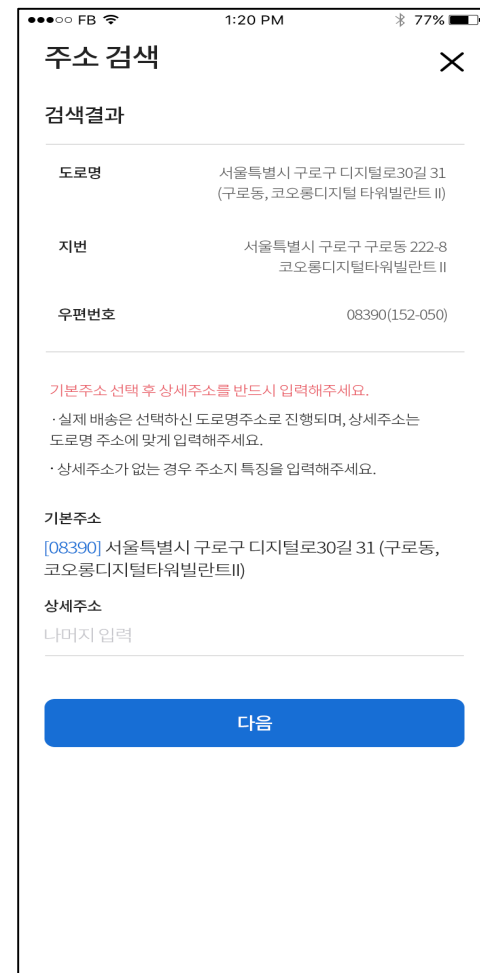 FB 1:20 PM 77%
주소 검색
검색결과
도로명 서울특별시 구로구 디지털로30길 31
(구로동, 코오롱디지털 타워빌란트 II)
지번 서울특별시 구로구 구로동 222-8
코오롱디지털타워빌란트 II
우편번호 08390(152-050)
기본주소 선택 후 상세주소를 반드시 입력해주세요.
· 실제 배송은 선택하신 도로명주소로 진행되며, 상세주소는
도로명 주소에 맞게 입력해주세요.
· 상세주소가 없는 경우 주소지 특징을 입력해주세요.
기본주소
[08390] 서울특별시 구로구 디지털로30길 31 (구로동,
코오롱디지털타워빌란트II)
상세주소
나머지 입력
다음